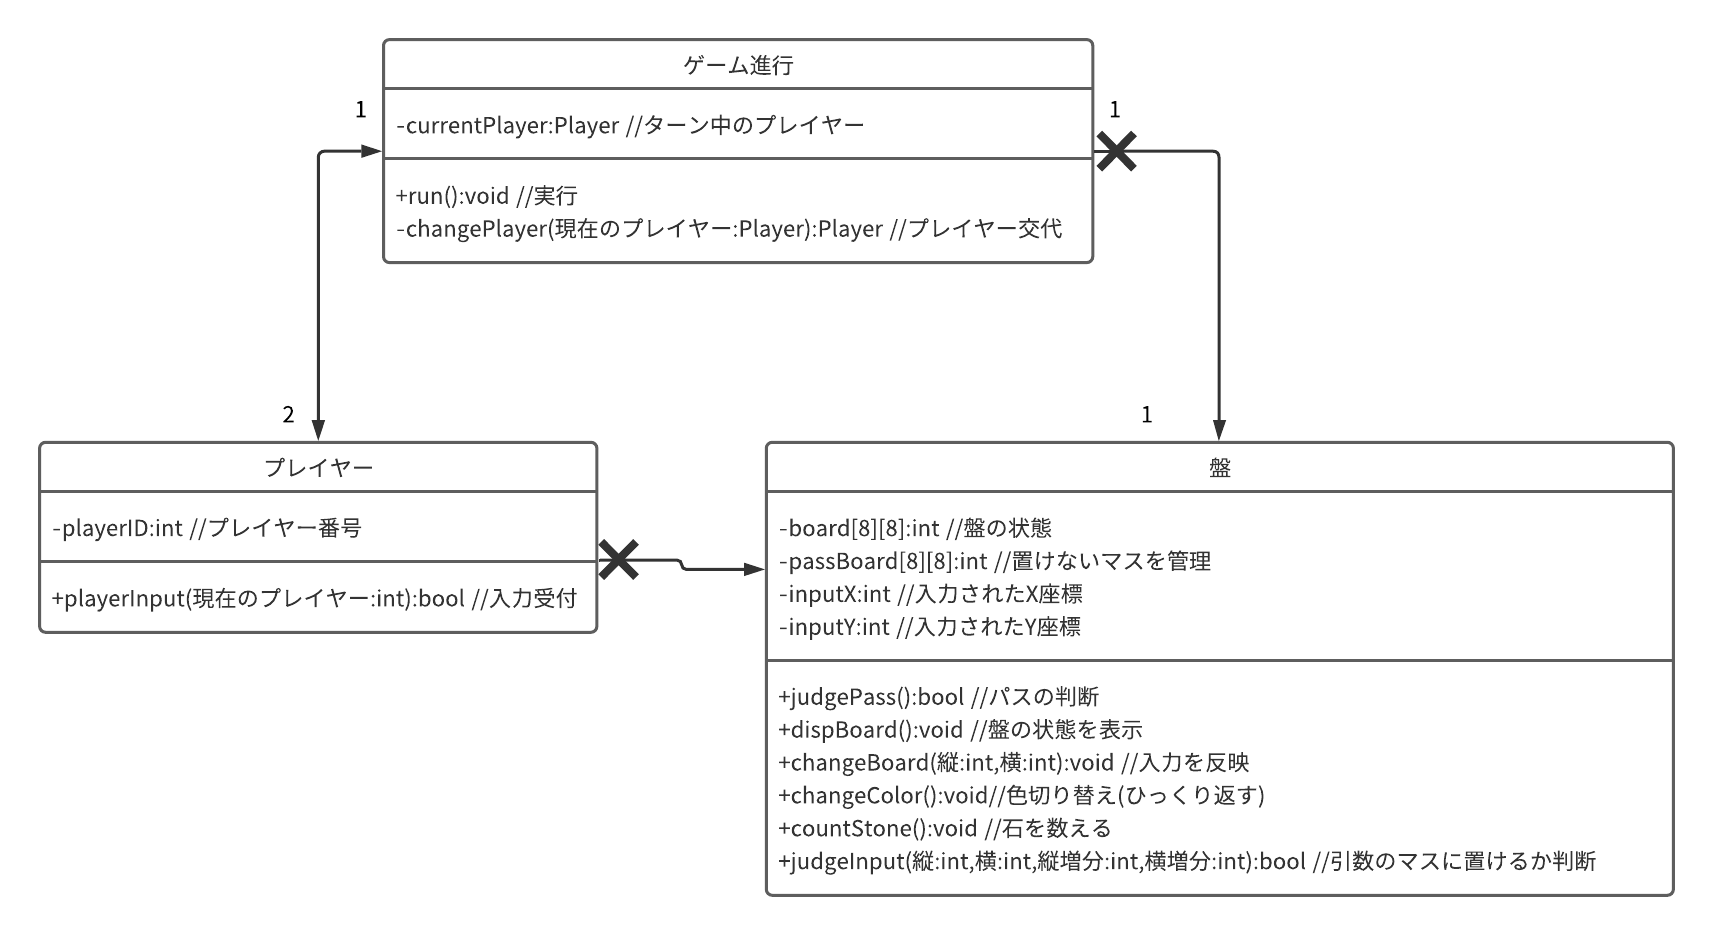 ゲーム進行
1
1
-currentPlayer:Player //ターン中のプレイヤー
+run():void //実行
-changePlayer(現在のプレイヤー:Player):Player //プレイヤー交代
2
1
プレイヤー
-playerID:int //プレイヤー番号
+playerInput(現在のプレイヤー:int):bool //入力受付
盤
-board[8][8]:int //盤の状態
-passBoard[8][8]:int //置けないマスを管理
-inputX:int //入力されたX座標
-inputY:int //入力されたY座標
+judgePass():bool //パスの判断
+dispBoard():void //盤の状態を表示
+changeBoard(縦:int,横:int):void //入力を反映
+changeColor():void//色切り替え(ひっくり返す)
+countStone():void //石を数える
+judgeInput(縦:int,横:int,縦増分:int,横増分:int):bool //引数のマスに置けるか判断